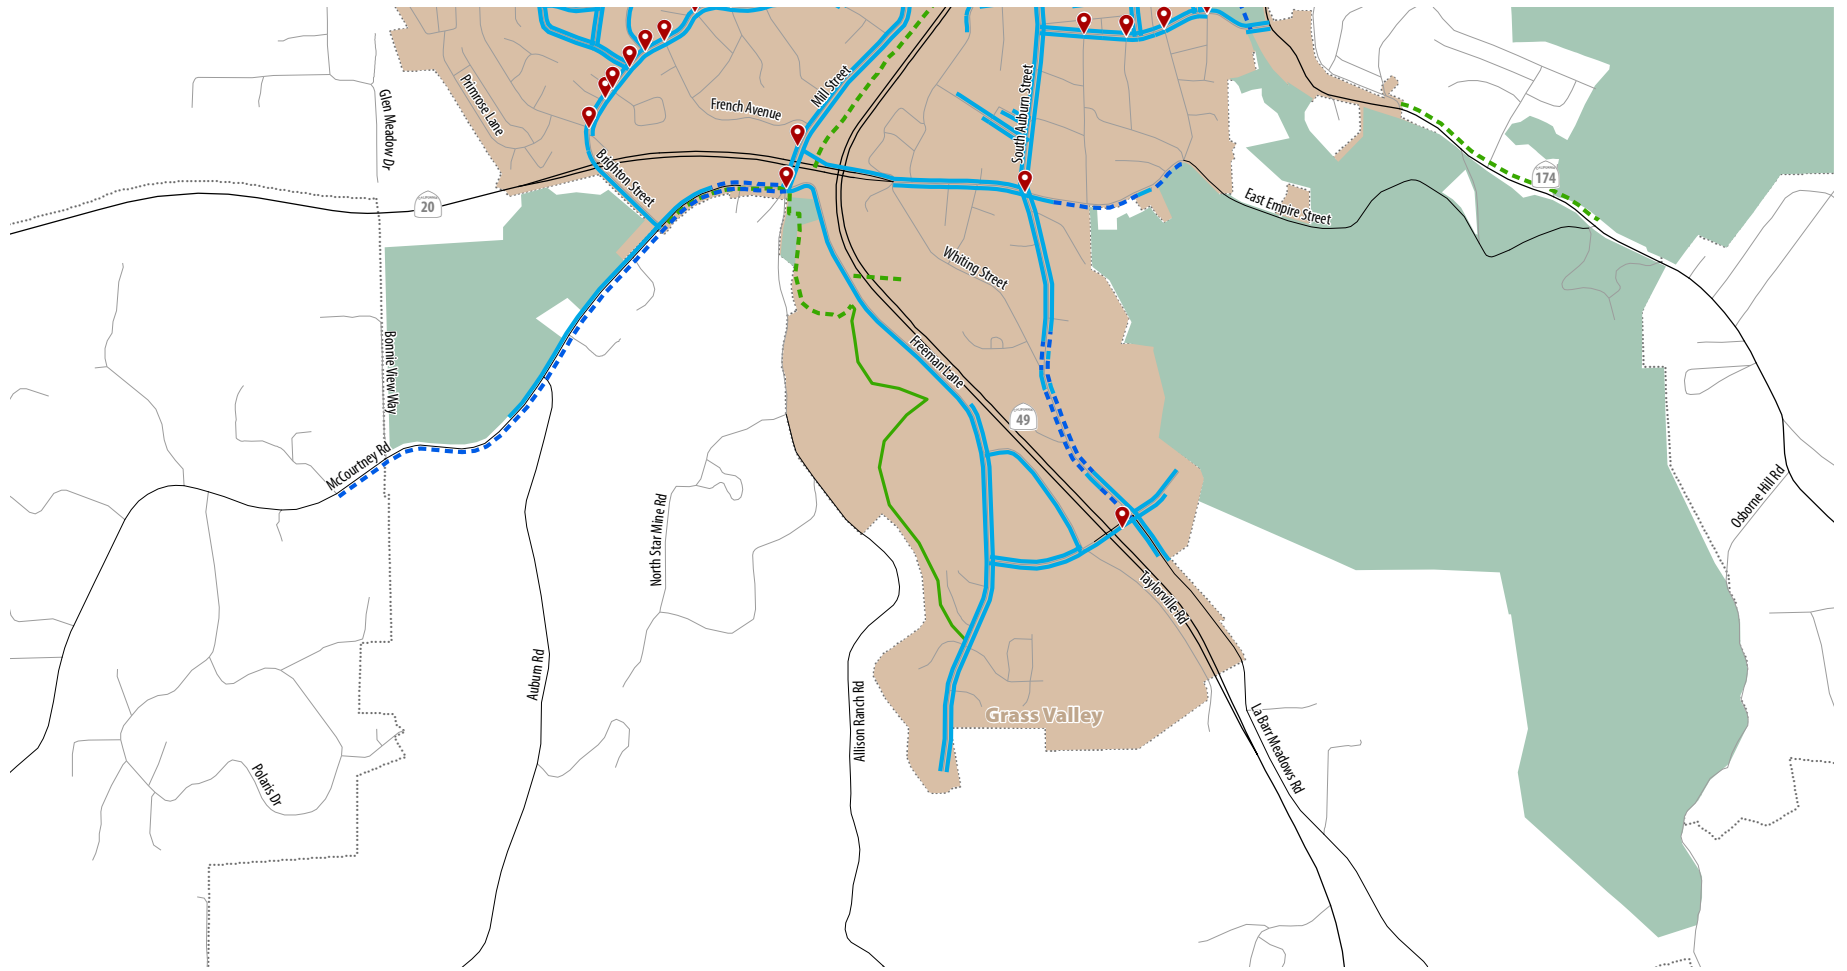 Primrose Lane
Glen Meadow Dr
French Avenue
Mill Street
South Auburn Street
Brighton Street
174
20
East Empire Street
Whiting Street
Bonnie View Way
Freeman Lane
49
McCourtney Rd
Osborne Hill Rd
North Star Mine Rd
Taylorville Rd
Auburn Rd
Allison Ranch Rd
Grass Valley
La Barr Meadows Rd
Polaris Dr